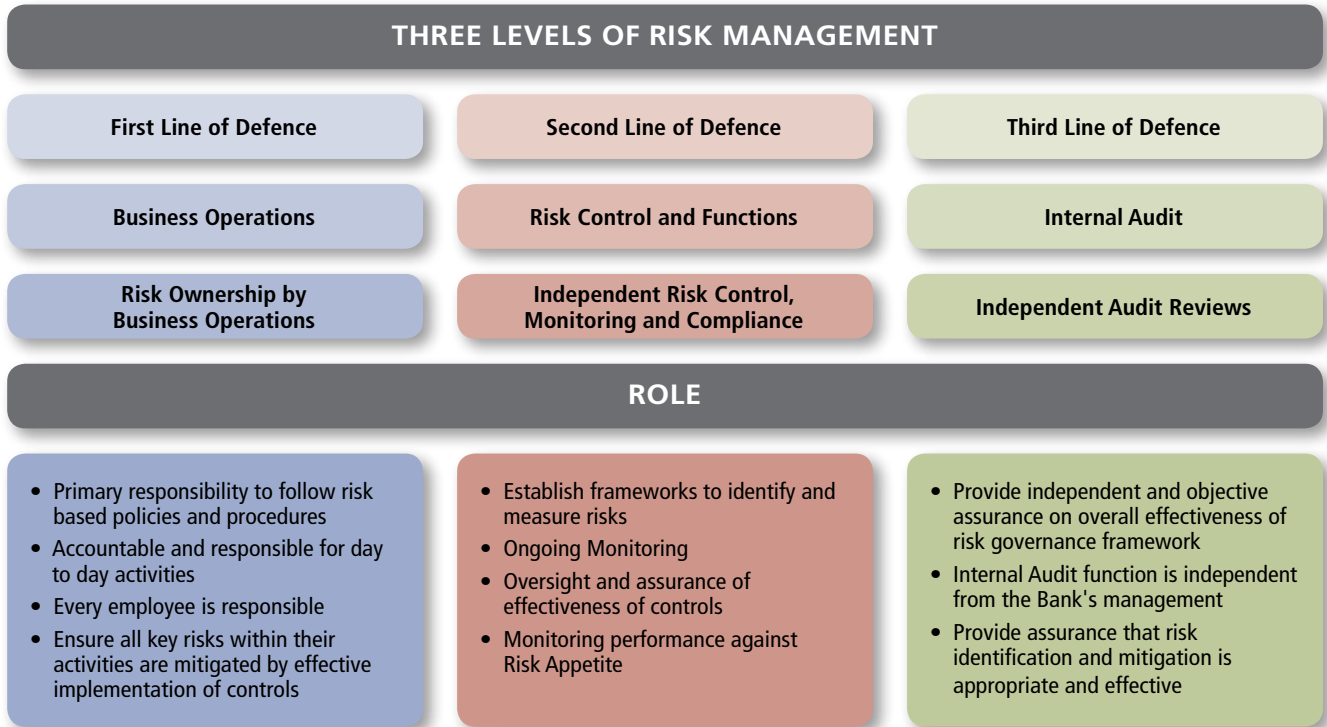 THREE LEVELS OF RISK MANAGEMENT
First Line of Defence
Second Line of Defence
Third Line of Defence
Business Operations
Risk Control and Functions
Internal Audit
Risk Ownership by
Business Operations
Independent Risk Control,
Monitoring and Compliance
Independent Audit Reviews
ROLE
• Primary responsibility to follow risk
based policies and procedures
• Accountable and responsible for day
to day activities
• Every employee is responsible
• Ensure all key risks within their
activities are mitigated by effective
implementation of controls
• Establish frameworks to identify and
measure risks
• Ongoing Monitoring
• Oversight and assurance of
effectiveness of controls
• Monitoring performance against
Risk Appetite
• Provide independent and objective
assurance on overall effectiveness of
risk governance framework
• Internal Audit function is independent
from the Bank's management
• Provide assurance that risk
identification and mitigation is
appropriate and effective